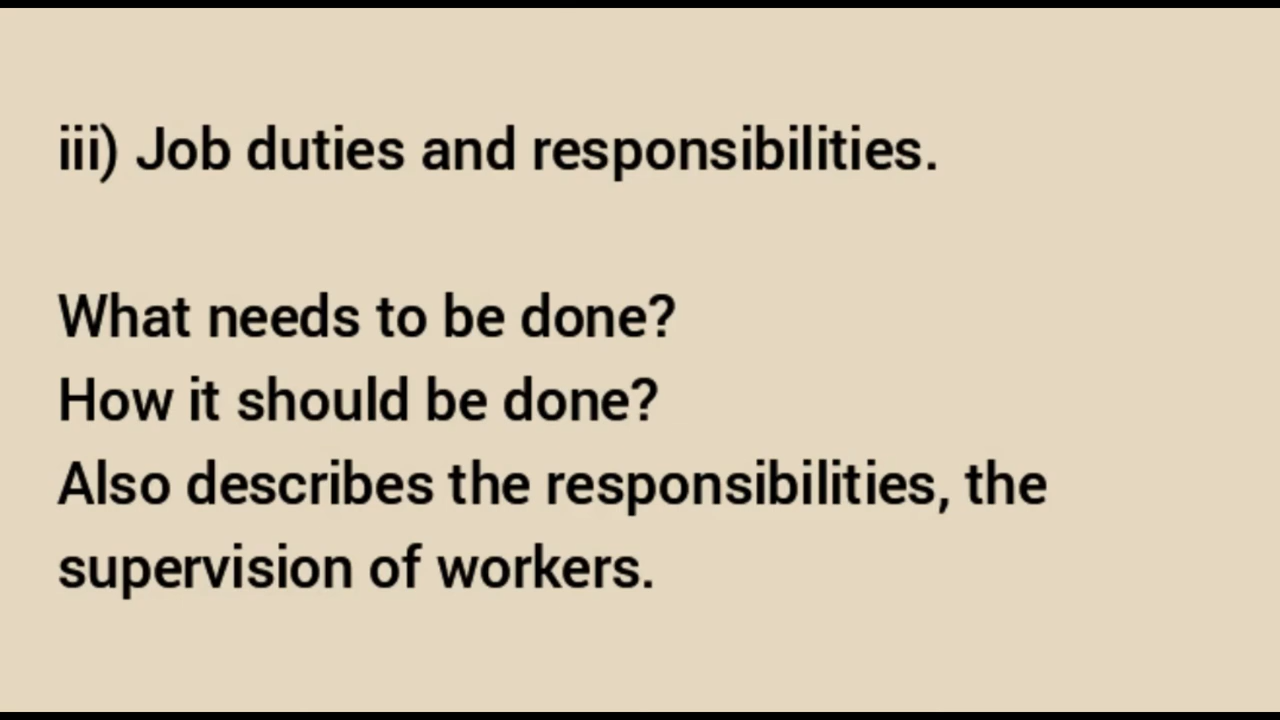 iii) Job duties and responsibilities.
What needs to be done?
How it should be done?
Also describes the responsibilities, the
supervision of workers.